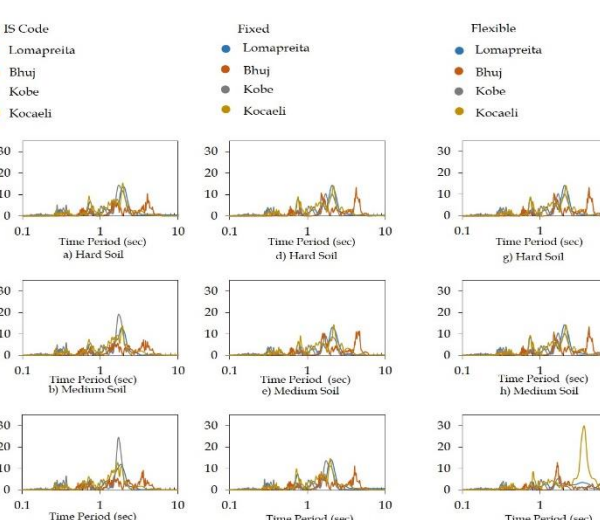 IS Code
Lomapreita
Bhuj
Kobe
Kocaeli
Fixed
Lomapreita
Bhuj
Kobe
Kocaeli
Flexible
Lomapreita
Bhuj
Kobe
Kocaeli
30
20
10
0
0.1 1 10
Time Period (sec)
a) Hard Soil
30
20
10
0
0.1 1 10
Time Period (sec)
d) Hard Soil
30
20
10
0
0.1 1
Time Period (sec)
g) Hard Soil
30
20
10
0
0.1 1 10
Time Period (sec)
b) Medium Soil
30
20
10
0
0.1 1 10
Time Period (sec)
e) Medium Soil
30
20
10
0
0.1 1
Time Period (sec)
h) Medium Soil
30
20
10
0
0.1 1 10
Time Period (sec)
30
20
10
0
0.1 1 10
Time Period (sec)
30
20
10
0
0.1 1
Time Period (sec)